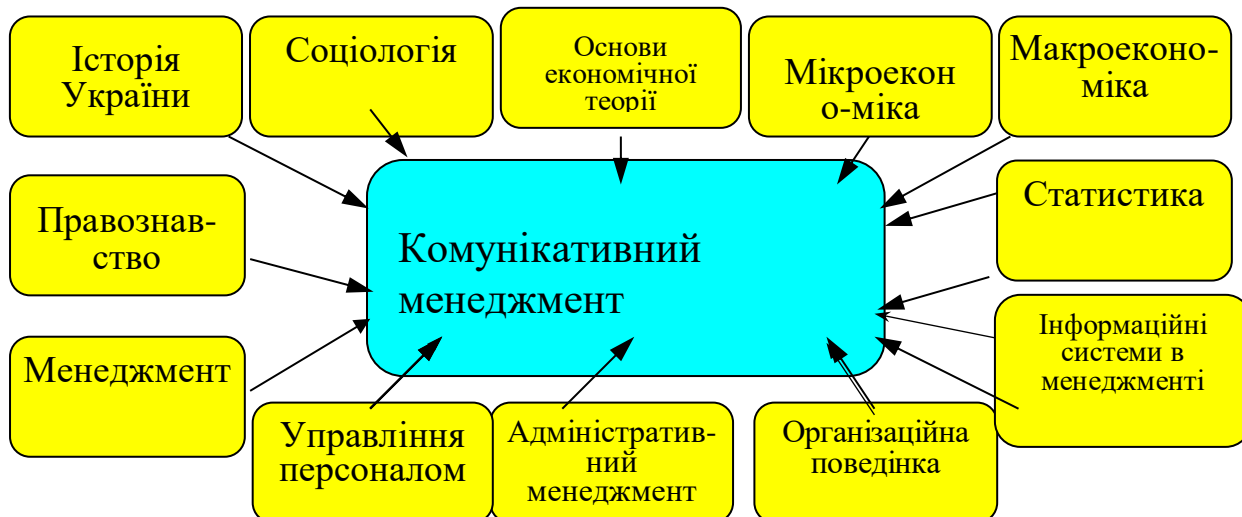 Історія
України
Соціологія
Основи
економічної
теорії
Мікроекон
о-міка
Макроеконо-
міка
Правознав-
ство
Комунікативний
менеджмент
Статистика
Менеджмент
Інформаційні
системи в
менеджменті
Управління
персоналом
Адміністратив-
ний
менеджмент
Організаційна
поведінка